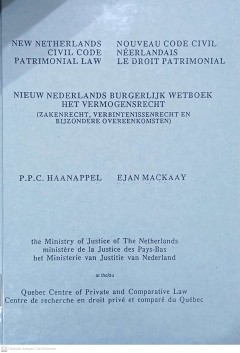 NEW NETHERLANDS NOUVEAU CODE CIVIL
CIVIL CODE NÉERLANDAIS
PATRIMONIAL LAW LE DROIT PATRIMONIAL
NIEUW NEDERLANDS BURGERLIJK WETBOEK
HET VERMOGENSRECHT
(ZAKENRECHT, VERBINTENISSENRECHT EN
BIJZONDERE OVEREENKOMSTEN)
P.P.C. HAANAPPEL EJAN MACKAAY
the Ministry of Justice of The Netherlands
ministère de la Justice des Pays-Bas
het Ministerie van Justitie van Nederland
Quebec Centre of Private and Comparative Law
Centre de recherche en droit privé et comparé du Québec